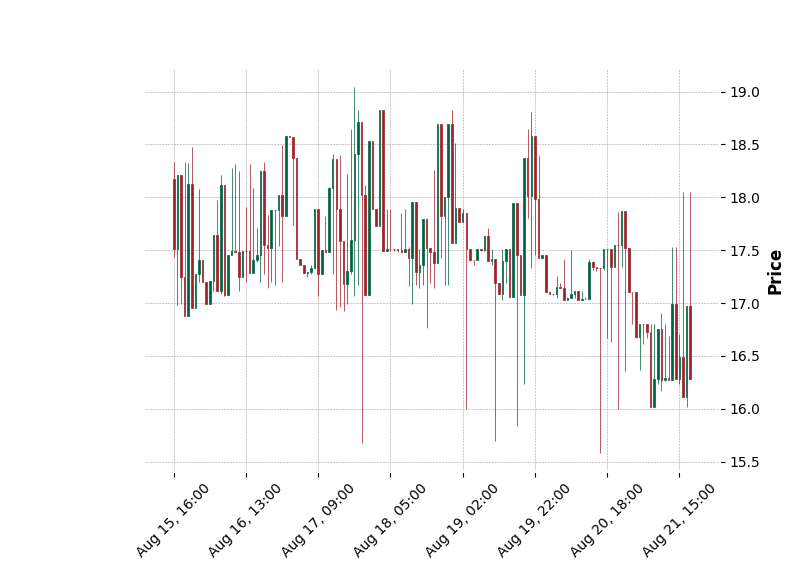 19.0
18.5
18.0
17.5
17.0
16.5
16.0
15.5
Price
Aug 15, 16:00
Aug 16, 13:00
Aug 17, 09:00
Aug 18, 05:00
Aug 19, 02:00
Aug 19, 22:00
Aug 20, 18:00
Aug 21, 15:00